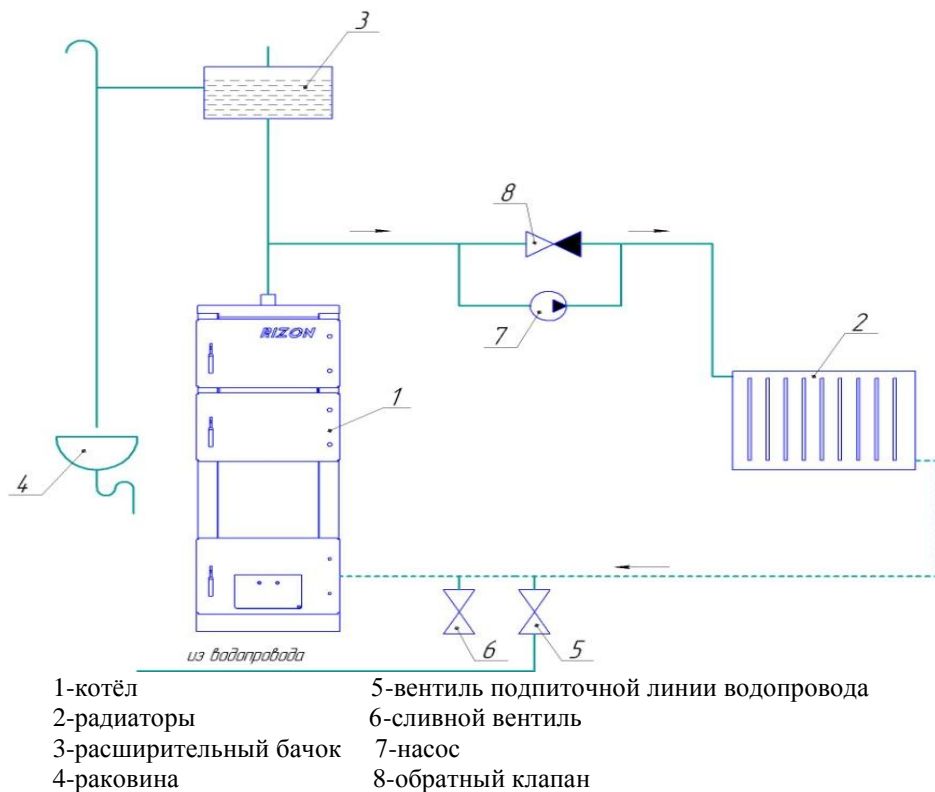 3
8
7
2
RIZON
1
4
6
5
из водопровода
1-котёл 5-вентиль подпиточной линии водопровода
2-радиаторы 6-сливной вентиль
3-расширительный бачок 7-насос
4-раковина 8-обратный клапан